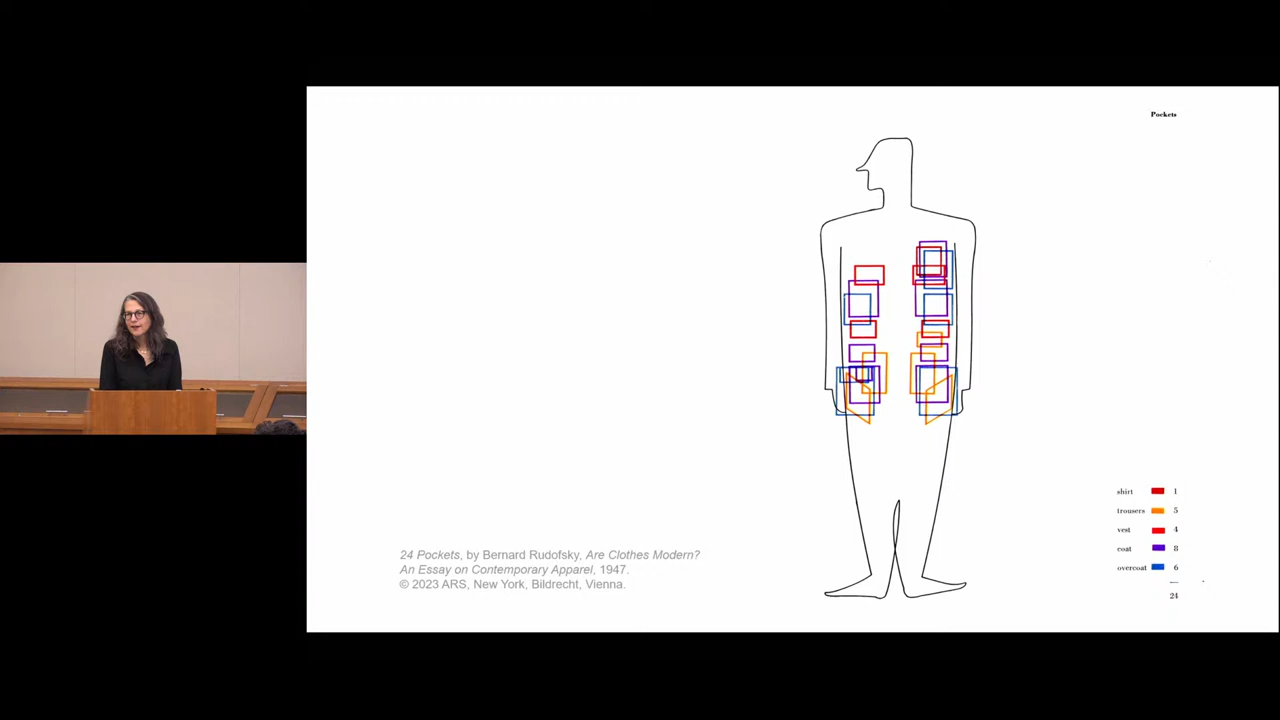 Pockets
shirt 1
trousers 5
vest 4
coat 8
overcoat 6
24
24 Pockets, by Bernard Rudofsky, Are Clothes Modern?
An Essay on Contemporary Apparel, 1947.
© 2023 ARS, New York, Bildrecht, Vienna.